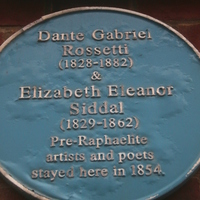 Dante Gabriel
Rossetti
(1828-1882)
&
Elizabeth Eleanor
Siddal
(1829-1862)
Pre-Raphaelite
artists and poets
stayed here in 1854.